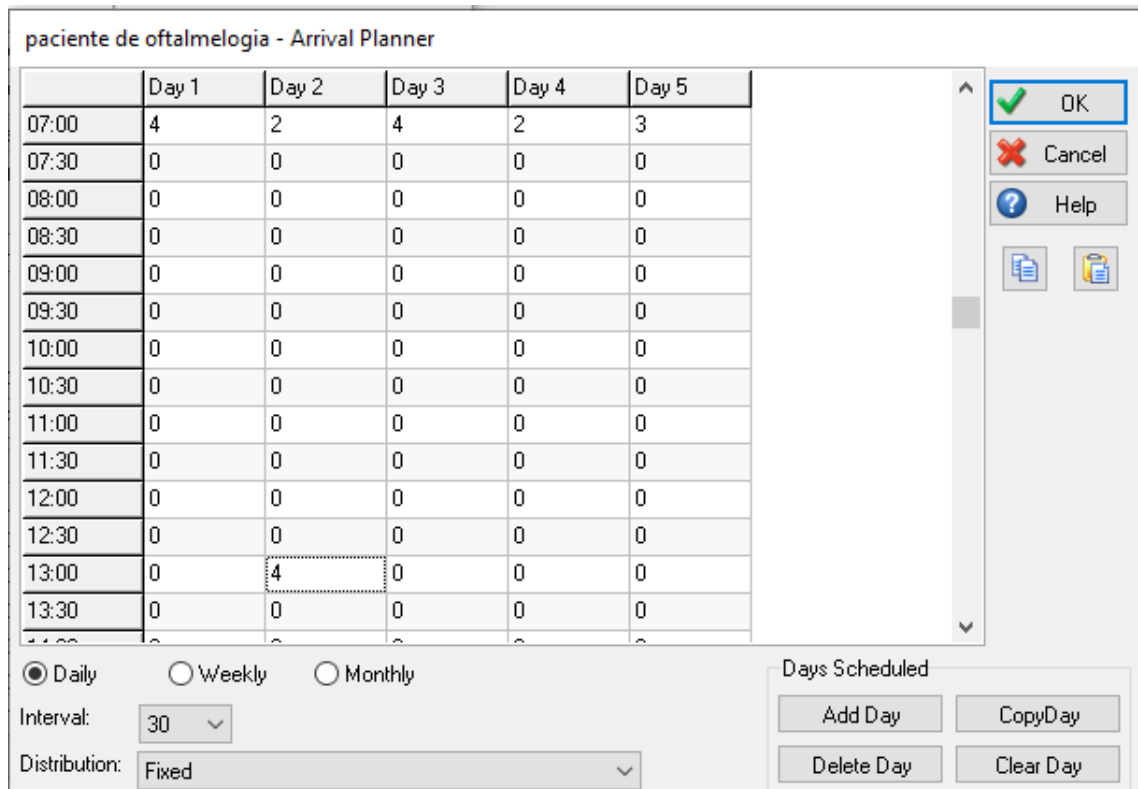 paciente de oftalmelogia - Arrival Planner
Day 1 Day 2 Day 3 Day 4 Day 5
07:00 4 2 4 2 3
07:30 0 0 0 0 0
08:00 0 0 0 0 0
08:30 0 0 0 0 0
09:00 0 0 0 0 0
09:30 0 0 0 0 0
10:00 0 0 0 0 0
10:30 0 0 0 0 0
11:00 0 0 0 0 0
11:30 0 0 0 0 0
12:00 0 0 0 0 0
12:30 0 0 0 0 0
13:00 0 4 0 0 0
13:30 0 0 0 0 0
OK
Cancel
Help
Daily Weekly Monthly
Interval: 30
Distribution: Fixed
Days Scheduled
Add Day CopyDay
Delete Day Clear Day